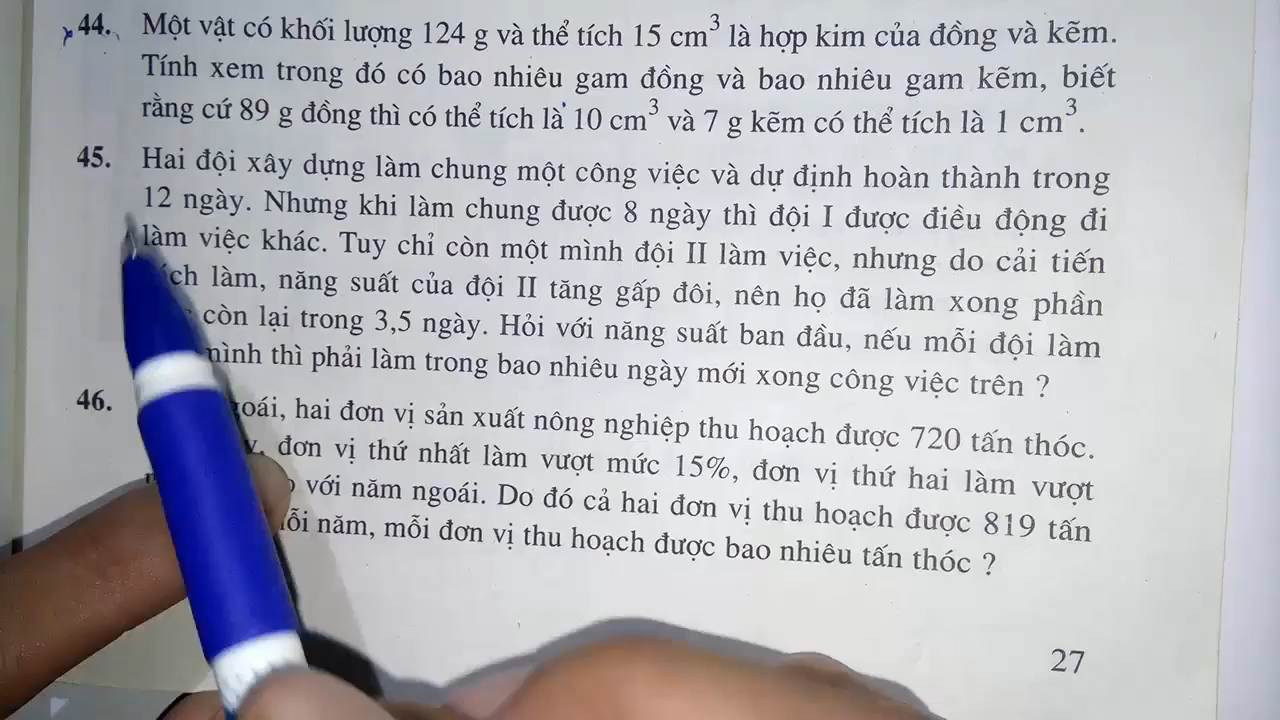 44. Một vật có khối lượng 124 g và thể tích 15 cm³ là hợp kim của đồng và kẽm.
Tính xem trong đó có bao nhiêu gam đồng và bao nhiêu gam kẽm, biết
rằng cứ 89 g đồng thì có thể tích là 10 cm³ và 7 g kẽm có thể tích là 1 cm³.
45. Hai đội xây dựng làm chung một công việc và dự định hoàn thành trong
12 ngày. Nhưng khi làm chung được 8 ngày thì đội I được điều động đi
làm việc khác. Tuy chỉ còn một mình đội II làm việc, nhưng do cải tiến
làm, năng suất của đội II tăng gấp đôi, nên họ đã làm xong phần
còn lại trong 3,5 ngày. Hỏi với năng suất ban đầu, nếu mỗi đội làm
mình thì phải làm trong bao nhiêu ngày mới xong công việc trên ?
46. ngoái, hai đơn vị sản xuất nông nghiệp thu hoạch được 720 tấn thóc.
đơn vị thứ nhất làm vượt mức 15%, đơn vị thứ hai làm vượt
với năm ngoái. Do đó cả hai đơn vị thu hoạch được 819 tấn
mỗi năm, mỗi đơn vị thu hoạch được bao nhiêu tấn thóc ?
27